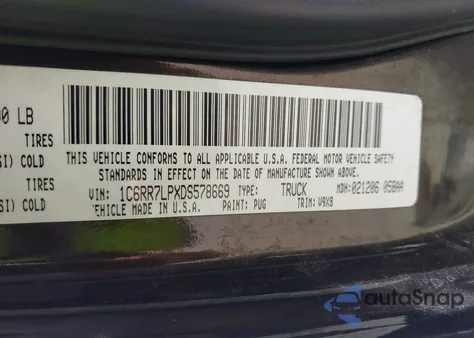 00 LB
TIRES
SI) COLD
TIRES
SI) COLD
THIS VEHICLE CONFORMS TO ALL APPLICABLE U.S.A. FEDERAL MOTOR VEHICLE SAFETY
STANDARDS IN EFFECT ON THE DATE OF MANUFACTURE SHOWN ABOVE
VIN: 1C6RR7LPXDS578669 TYPE: TRUCK MDH: 021206 05BAA
VEHICLE MADE IN U.S.A. PAINT: PUG TRIM: V9X8
autoSnap